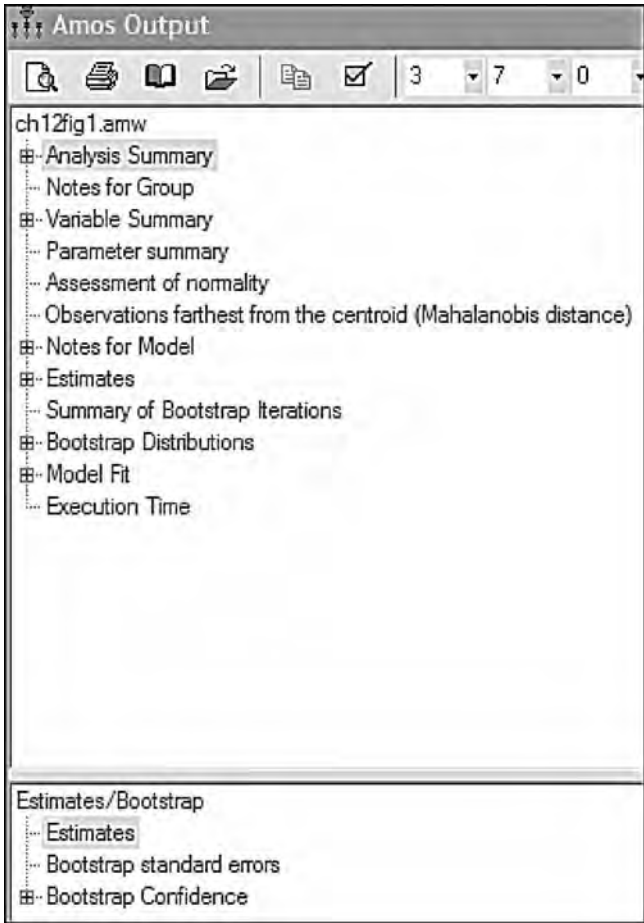 Amos Output
3 7 0
ch12fig1.amw
Analysis Summary
Notes for Group
Variable Summary
Parameter summary
Assessment of normality
Observations farthest from the centroid (Mahalanobis distance)
Notes for Model
Estimates
Summary of Bootstrap Iterations
Bootstrap Distributions
Model Fit
Execution Time
Estimates/Bootstrap
Estimates
Bootstrap standard errors
Bootstrap Confidence